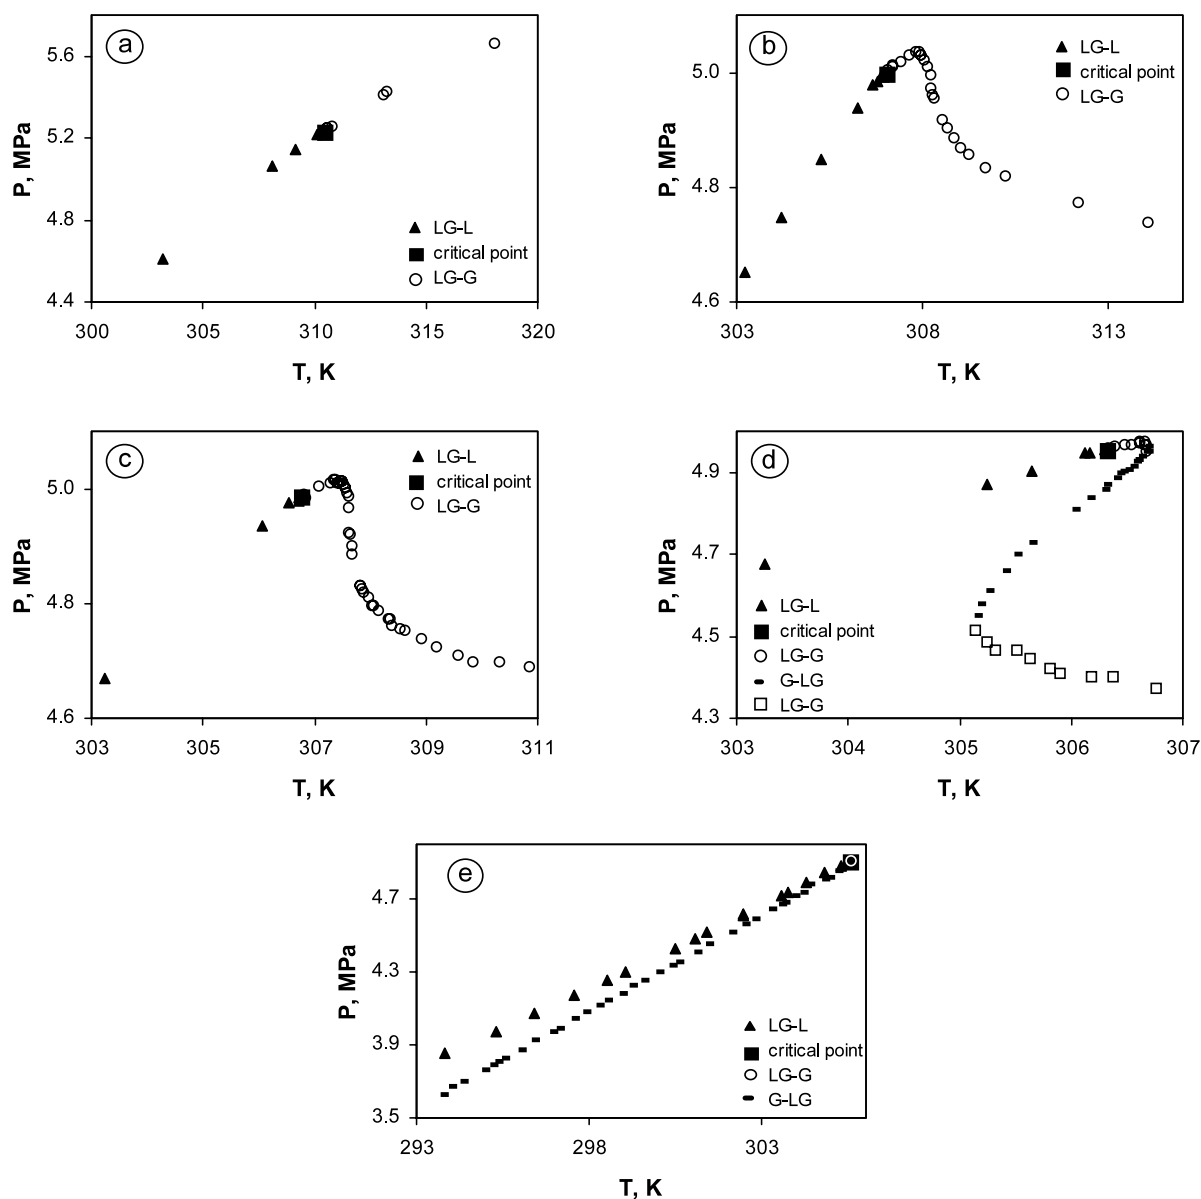 a
P, MPa
5.6
5.2
4.8
4.4
LG-L
critical point
LG-G
300
305
310
315
320
T, K
b
P, MPa
5.0
4.8
4.6
LG-L
critical point
LG-G
303
308
313
T, K
c
P, MPa
5.0
4.8
4.6
LG-L
critical point
LG-G
303
305
307
309
311
T, K
d
P, MPa
4.9
4.7
4.5
4.3
LG-L
critical point
LG-G
G-LG
LG-G
303
304
305
306
307
T, K
e
P, MPa
4.7
4.3
3.9
3.5
LG-L
critical point
LG-G
G-LG
293
298
303
T, K